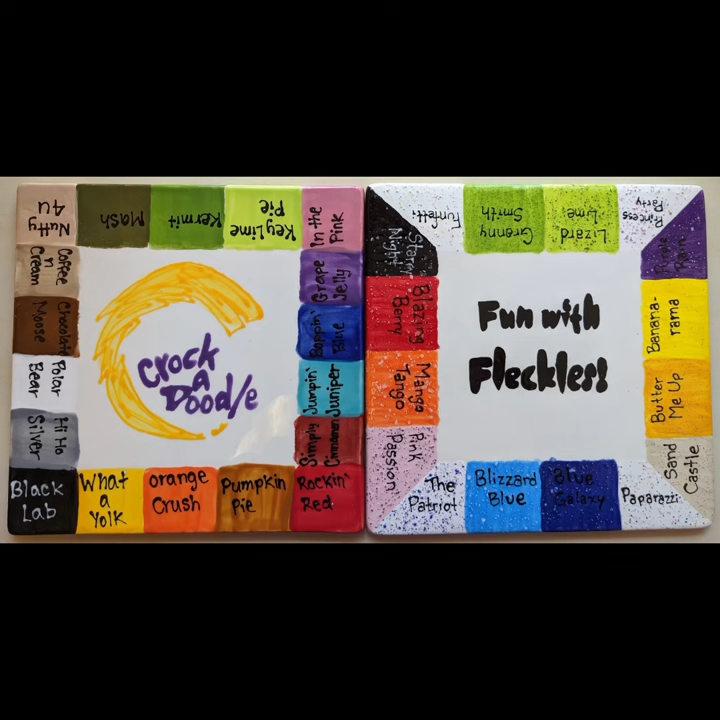 Nutty
4u
Mash
Kermit
Key Lime
Pie
In the
Pink
Coffee
n
Cream
Grape
Jelly
Chocolate
Moose
Boppin'
Blue
Polar
Bear
Jumpin'
Juniper
Hi Ho
Silver
Simply
Cinnamon
Black
Lab
What
a
Yolk
orange
Crush
Pumpkin
Pie
Rockin'
Red
Crock
a
Doodle
Starry
Night
Funfetti
Granny
Smith
Lizard
Lime
Princess
Party
Rain
Blazing
Berry
Banana-
rama
Mango
Tango
Butter
Me Up
Pink
Passion
Sand
Castle
The
Patriot
Blizzard
Blue
Blue
Galaxy
Paparazzi
Fun with
Fleckles!